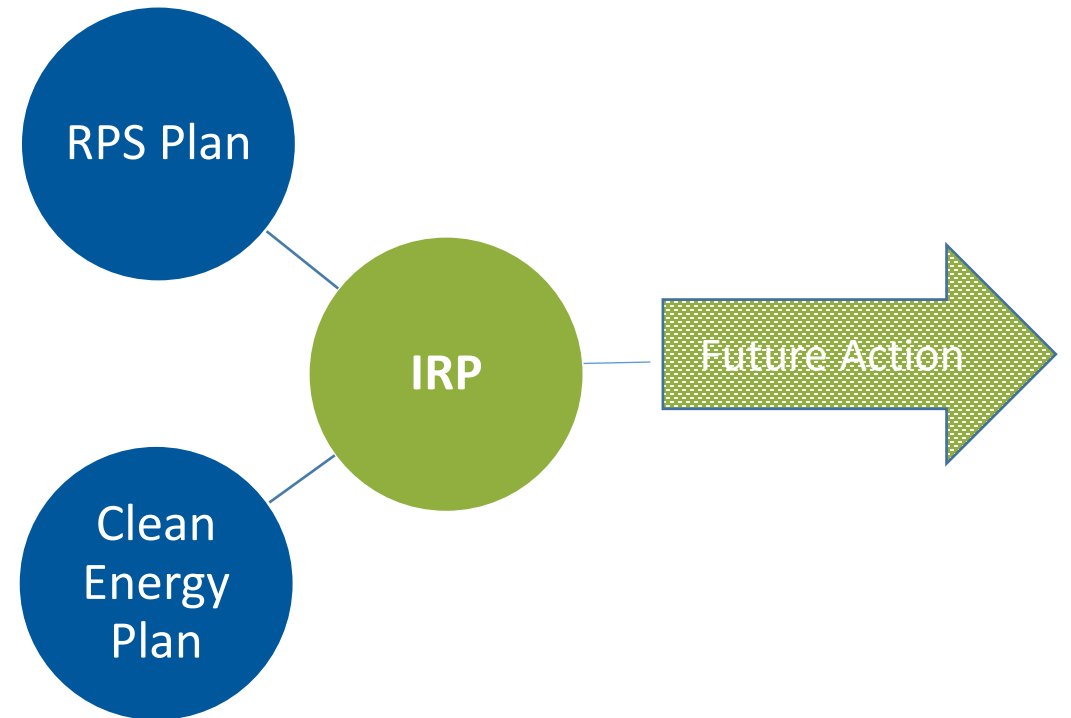 RPS Plan
IRP
Future Action
Clean
Energy
Plan